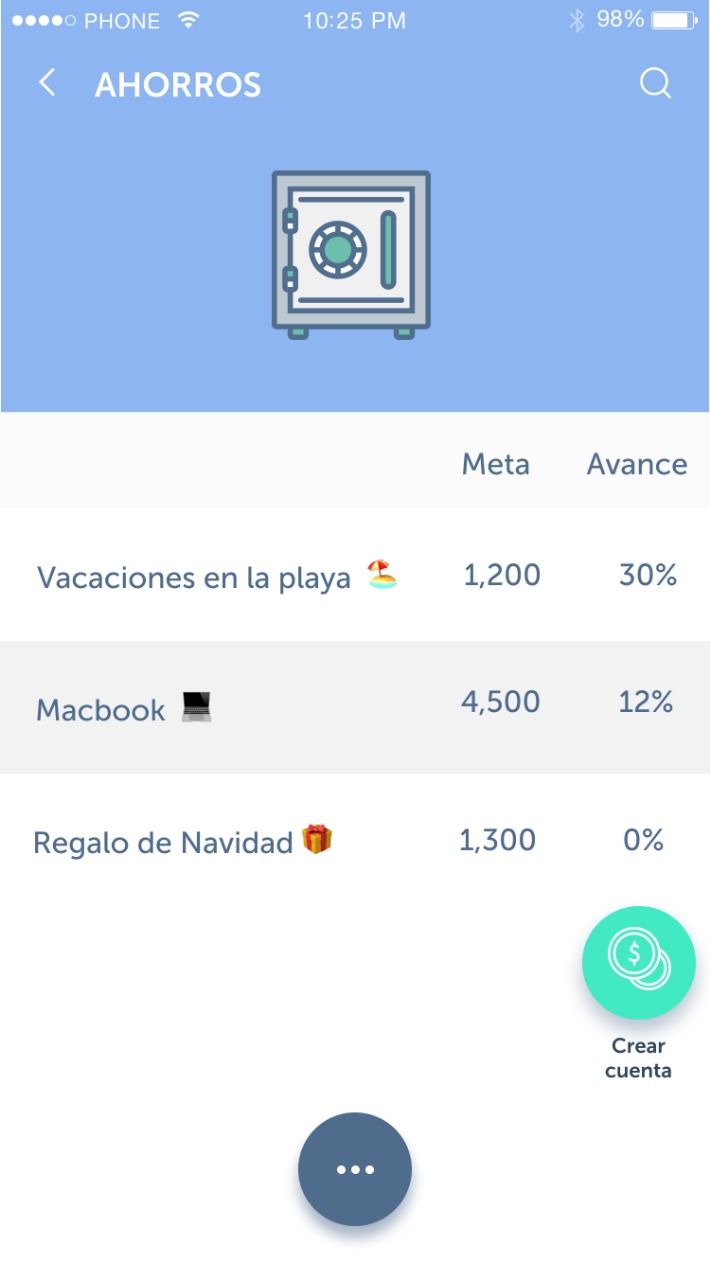 PHONE 10:25 PM 98%
AHORROS
Meta Avance
Vacaciones en la playa 🏖️ 1,200 30%
Macbook 💻 4,500 12%
Regalo de Navidad 🎁 1,300 0%
$
Crear
cuenta